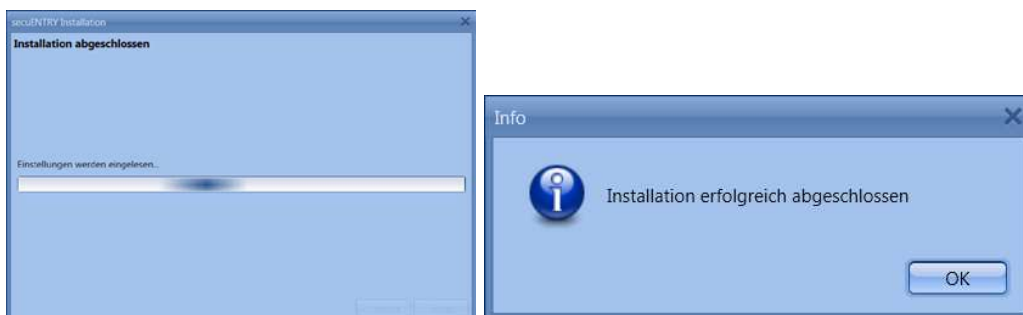 secuENTRY Installation
Installation abgeschlossen
Einstellungen werden eingelesen...
Info
Installation erfolgreich abgeschlossen
OK